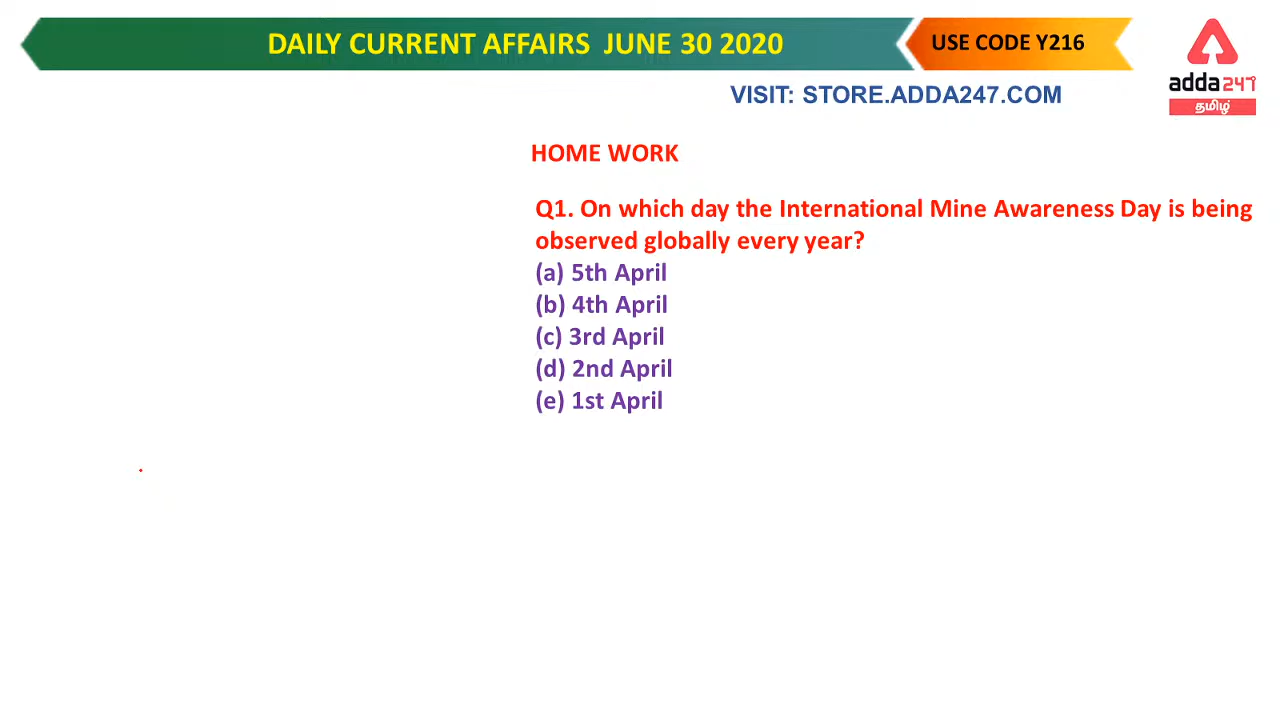 DAILY CURRENT AFFAIRS JUNE 30 2020
USE CODE Y216
adda247
தமிழ்
VISIT: STORE.ADDA247.COM
HOME WORK
Q1. On which day the International Mine Awareness Day is being
observed globally every year?
(a) 5th April
(b) 4th April
(c) 3rd April
(d) 2nd April
(e) 1st April